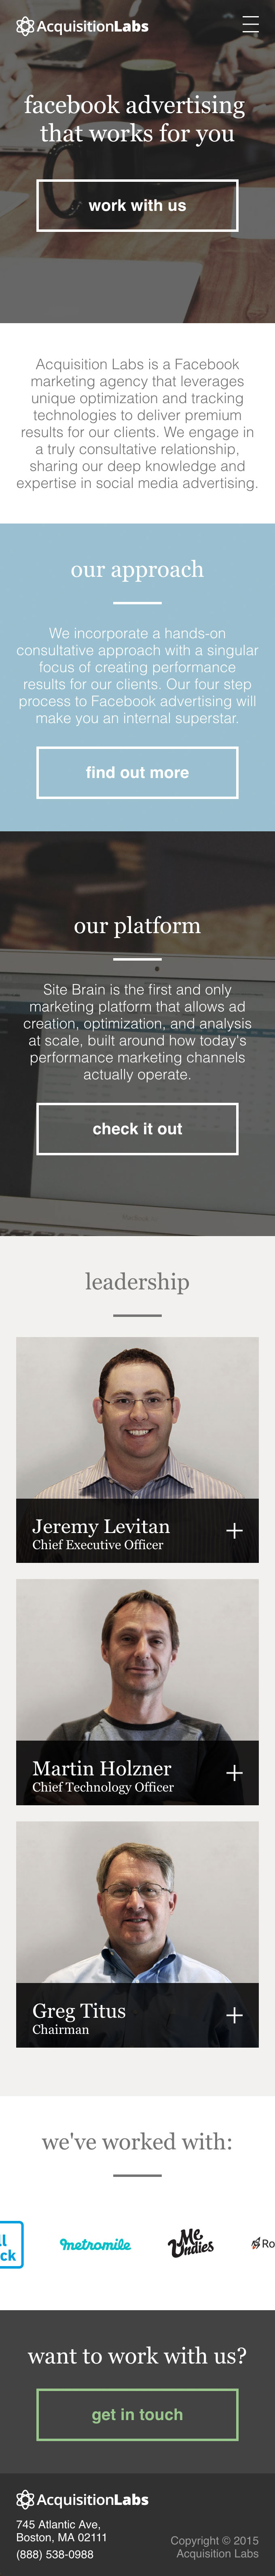 AcquisitionLabs
facebook advertising
that works for you
work with us
Acquisition Labs is a Facebook
marketing agency that leverages
unique optimization and tracking
technologies to deliver premium
results for our clients. We engage in
a truly consultative relationship,
sharing our deep knowledge and
expertise in social media advertising.
our approach
We incorporate a hands-on
consultative approach with a singular
focus of creating performance
results for our clients. Our four step
process to Facebook advertising will
make you an internal superstar.
find out more
our platform
Site Brain is the first and only
marketing platform that allows ad
creation, optimization, and analysis
at scale, built around how today's
performance marketing channels
actually operate.
check it out
leadership
Jeremy Levitan
Chief Executive Officer
Martin Holzner
Chief Technology Officer
Greg Titus
Chairman
we've worked with:
ll
ck
metromile
Me
Undies
Ro
want to work with us?
get in touch
AcquisitionLabs
745 Atlantic Ave,
Boston, MA 02111
(888) 538-0988
Copyright © 2015
Acquisition Labs